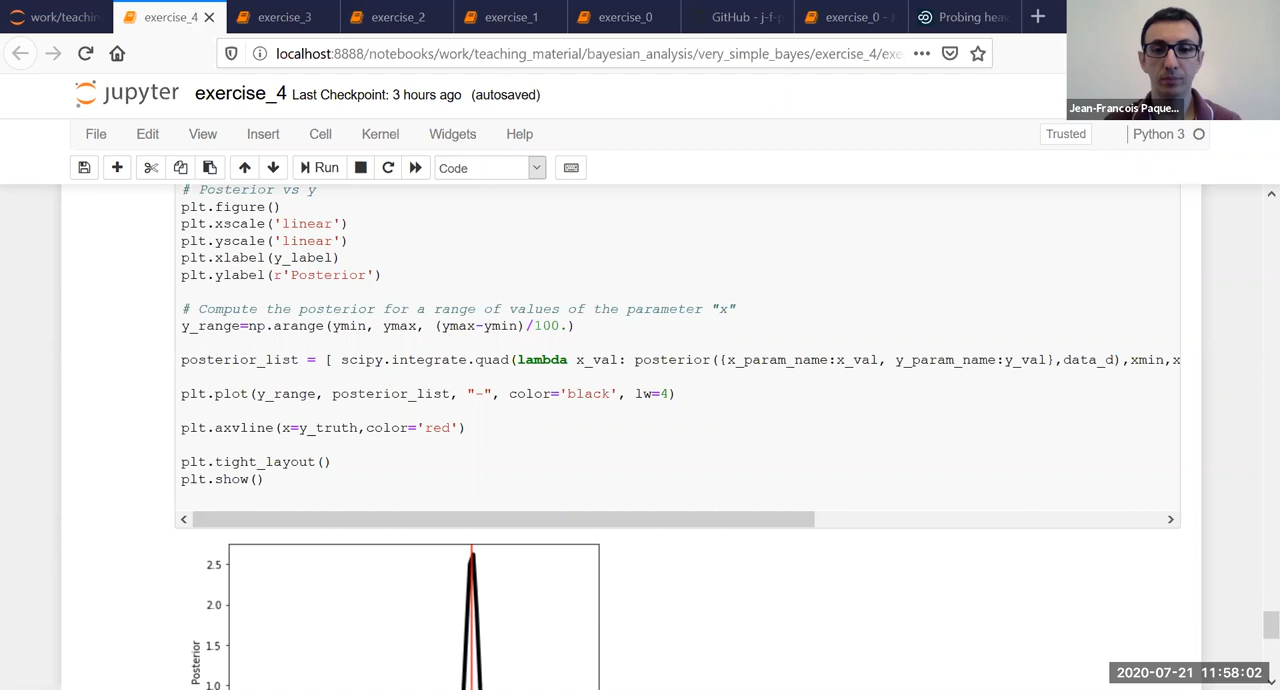 work/teachin
exercise_4
exercise_3
exercise_2
exercise_1
exercise_0
GitHub - j-f-p
exercise_0 - J
Probing hea
localhost:8888/notebooks/work/teaching_material/bayesian_analysis/very_simple_bayes/exercise_4/exe
Jean-Francois Paque...
jupyter exercise_4 Last Checkpoint: 3 hours ago (autosaved)
File Edit View Insert Cell Kernel Widgets Help
Trusted Python 3
Run Code
# Posterior vs y
plt.figure()
plt.xscale('linear')
plt.yscale('linear')
plt.xlabel(y_label)
plt.ylabel(r'Posterior')
# Compute the posterior for a range of values of the parameter "x"
y_range=np.arange(ymin, ymax, (ymax-ymin)/100.)
posterior_list = [ scipy.integrate.quad(lambda x_val: posterior({x_param_name:x_val, y_param_name:y_val},data_d),xmin,x
plt.plot(y_range, posterior_list, "-", color='black', lw=4)
plt.axvline(x=y_truth,color='red')
plt.tight_layout()
plt.show()
2.5
2.0
1.5
1.0
Posterior
2020-07-21 11:58:02